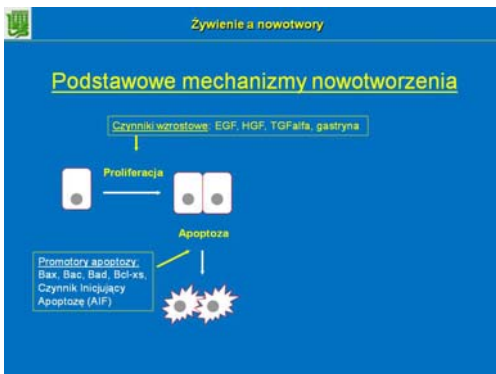 Żywienie a nowotwory
Podstawowe mechanizmy nowotworzenia
Czynniki wzrostowe: EGF, HGF, TGFalfa, gastryna
Proliferacja
Apoptoza
Promotory apoptozy:
Bax, Bac, Bad, Bcl-xs,
Czynnik Inicjujący
Apoptozę (AIF)